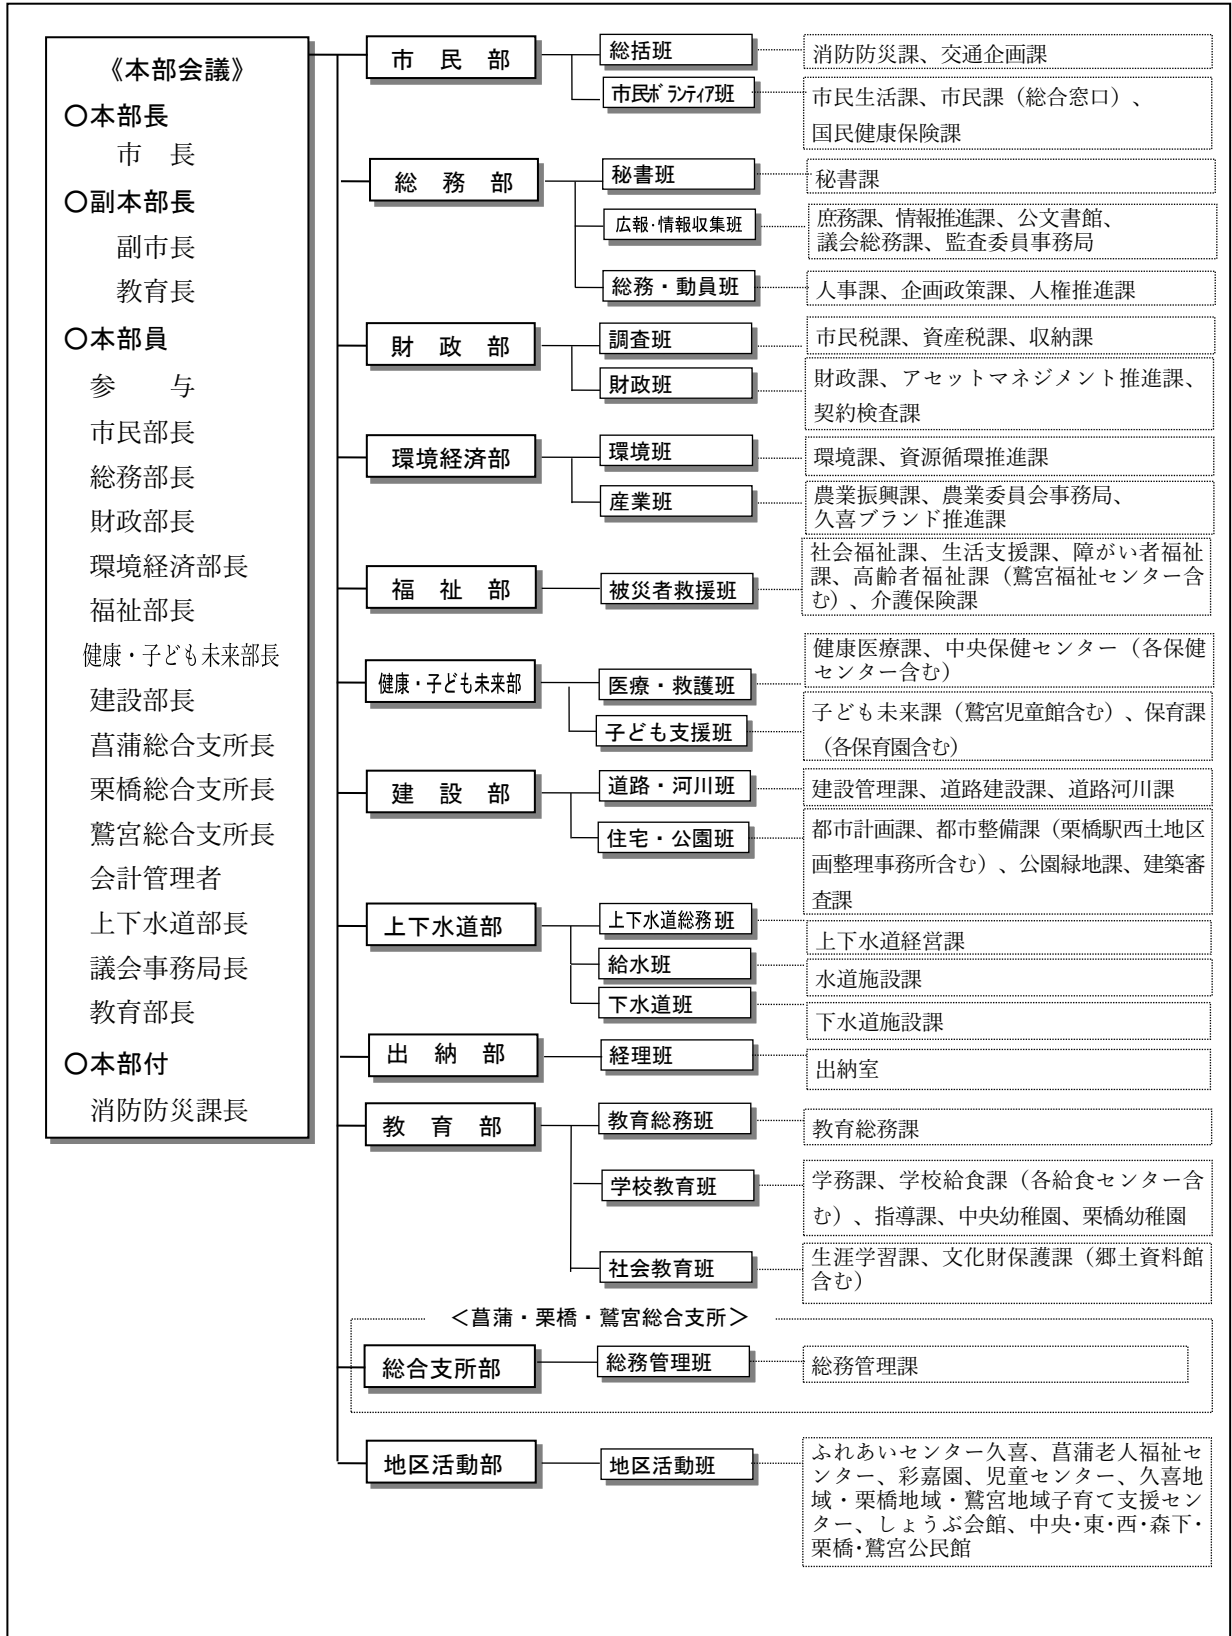 《本部会議》
〇本部長
市　長
〇副本部長
副市長
教育長
〇本部員
参　　与
市民部長
総務部長
財政部長
環境経済部長
福祉部長
健康・子ども未来部長
建設部長
菖蒲総合支所長
栗橋総合支所長
鷲宮総合支所長
会計管理者
上下水道部長
議会事務局長
教育部長
〇本部付
消防防災課長
市　民　部
総括班
消防防災課、交通企画課
市民ボランティア班
市民生活課、市民課（総合窓口）、
国民健康保険課
総　務　部
秘書班
秘書課
広報・情報収集班
庶務課、情報推進課、公文書館、
議会総務課、監査委員事務局
総務・動員班
人事課、企画政策課、人権推進課
財　政　部
調査班
市民税課、資産税課、収納課
財政班
財政課、アセットマネジメント推進課、
契約検査課
環境経済部
環境班
環境課、資源循環推進課
産業班
農業振興課、農業委員会事務局、
久喜ブランド推進課
福　祉　部
被災者救援班
社会福祉課、生活支援課、障がい者福祉
課、高齢者福祉課（鷲宮福祉センター含
む）、介護保険課
健康・子ども未来部
医療・救護班
健康医療課、中央保健センター（各保健
センター含む）
子ども支援班
子ども未来課（鷲宮児童館含む）、保育課
（各保育園含む）
建　設　部
道路・河川班
建設管理課、道路建設課、道路河川課
住宅・公園班
都市計画課、都市整備課（栗橋駅西土地区
画整理事務所含む）、公園緑地課、建築審
査課
上下水道部
上下水道総務班
上下水道経営課
給水班
水道施設課
下水道班
下水道施設課
出　納　部
経理班
出納室
教　育　部
教育総務班
教育総務課
学校教育班
学務課、学校給食課（各給食センター含
む）、指導課、中央幼稚園、栗橋幼稚園
社会教育班
生涯学習課、文化財保護課（郷土資料館
含む）
＜菖蒲・栗橋・鷲宮総合支所＞
総合支所部
総務管理班
総務管理課
地区活動部
地区活動班
ふれあいセンター久喜、菖蒲老人福祉セ
ンター、彩嘉園、児童センター、久喜地
域・栗橋地域・鷲宮地域子育て支援セン
ター、しょうぶ会館、中央・東・西・森下・
栗橋・鷲宮公民館